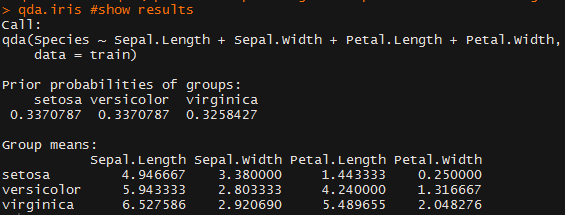 > qda.iris #show results
Call:
qda(Species ~ Sepal.Length + Sepal.Width + Petal.Length + Petal.Width,
    data = train)

Prior probabilities of groups:
    setosa versicolor  virginica
 0.3370787  0.3370787  0.3258427

Group means:
           Sepal.Length Sepal.Width Petal.Length Petal.Width
setosa         4.946667    3.380000     1.443333    0.250000
versicolor     5.943333    2.803333     4.240000    1.316667
virginica      6.527586    2.920690     5.489655    2.048276